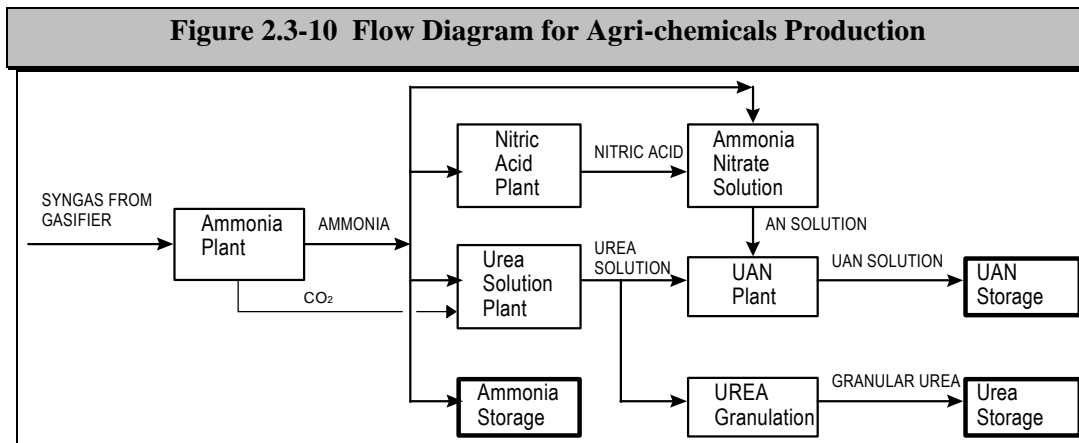 Figure 2.3-10 Flow Diagram for Agri-chemicals Production
Nitric
Acid
Plant
NITRIC ACID
Ammonia
Nitrate
Solution
SYNGAS FROM
GASIFIER
Ammonia
Plant
AMMONIA
AN SOLUTION
CO2
Urea
Solution
Plant
UREA
SOLUTION
UAN
Plant
UAN SOLUTION
UAN
Storage
Ammonia
Storage
UREA
Granulation
GRANULAR UREA
Urea
Storage